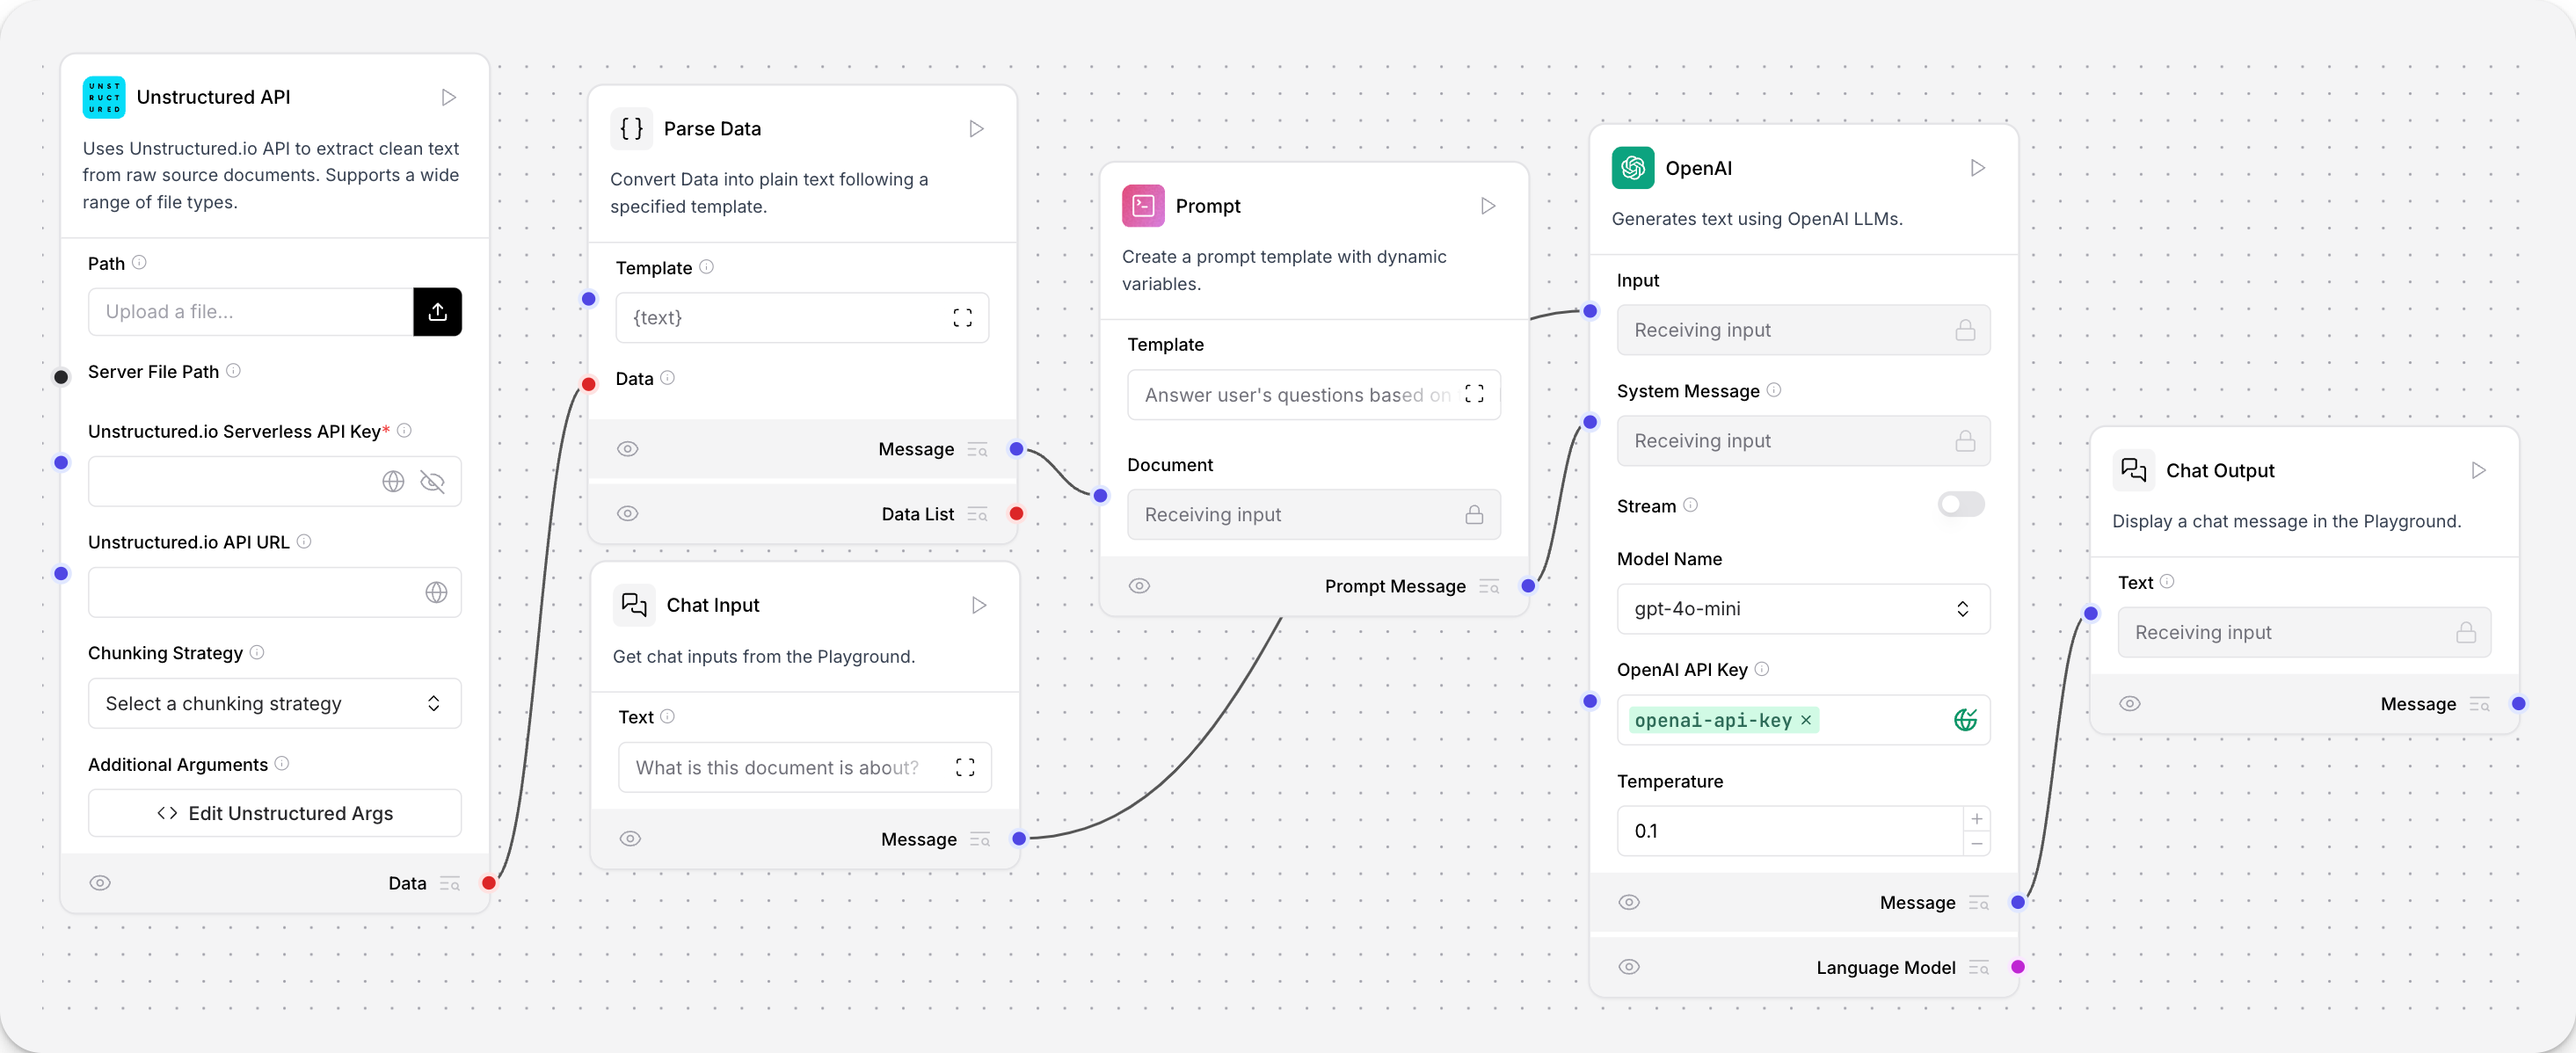 UNST
RUCT
URED
Unstructured API
Uses Unstructured.io API to extract clean text
from raw source documents. Supports a wide
range of file types.
Path
Upload a file...
Server File Path
Unstructured.io Serverless API Key*
Unstructured.io API URL
Chunking Strategy
Select a chunking strategy
Additional Arguments
Edit Unstructured Args
Data
Parse Data
Convert Data into plain text following a
specified template.
Template
{text}
Data
Message
Data List
Chat Input
Get chat inputs from the Playground.
Text
What is this document is about?
Message
Prompt
Create a prompt template with dynamic
variables.
Template
Answer user's questions based on
Document
Receiving input
Prompt Message
OpenAI
Generates text using OpenAI LLMs.
Input
Receiving input
System Message
Receiving input
Stream
Model Name
gpt-4o-mini
OpenAI API Key
openai-api-key ×
Temperature
0.1
Message
Language Model
Chat Output
Display a chat message in the Playground.
Text
Receiving input
Message